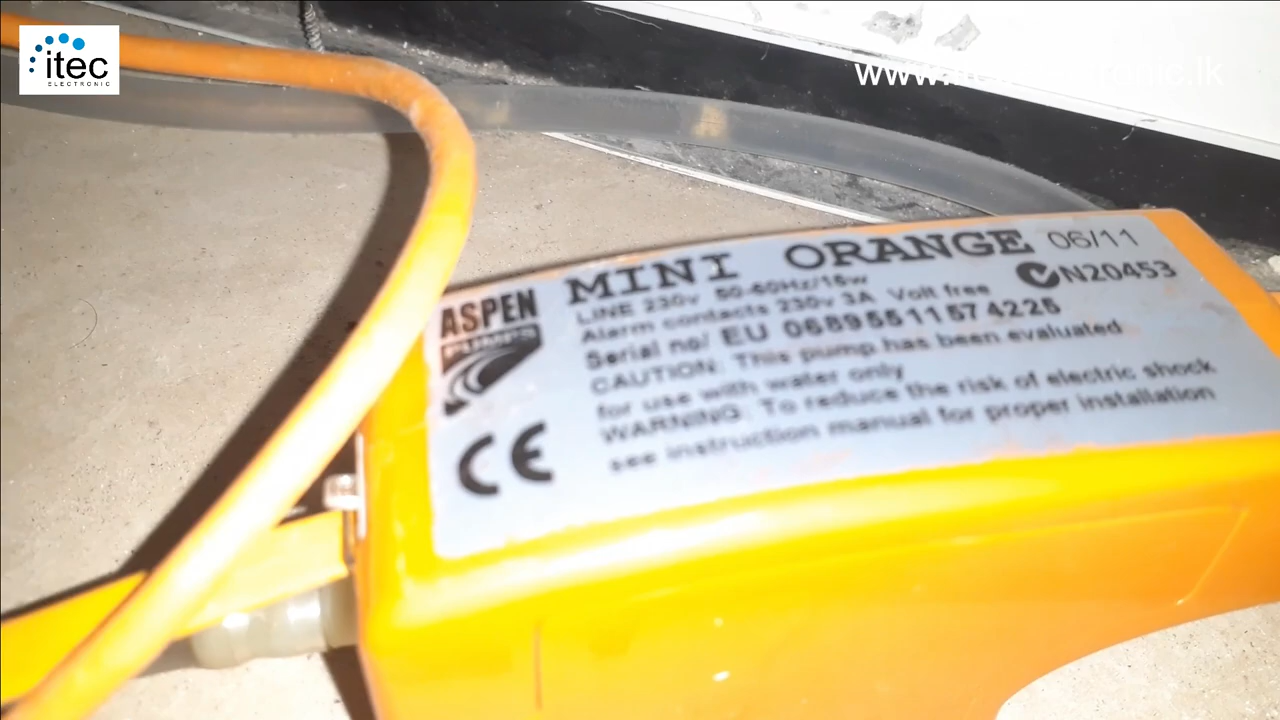 itec
ELECTRONIC
ASPEN
PUMPS
MINI ORANGE 06/11
LINE 230v 50-60Hz/16w
N20453
Alarm contacts 230v 3A Volt free
Serial no/ EU 06895511574225
CAUTION: This pump has been evaluated
for use with water only
WARNING: To reduce the risk of electric shock
see instruction manual for proper installation
CE